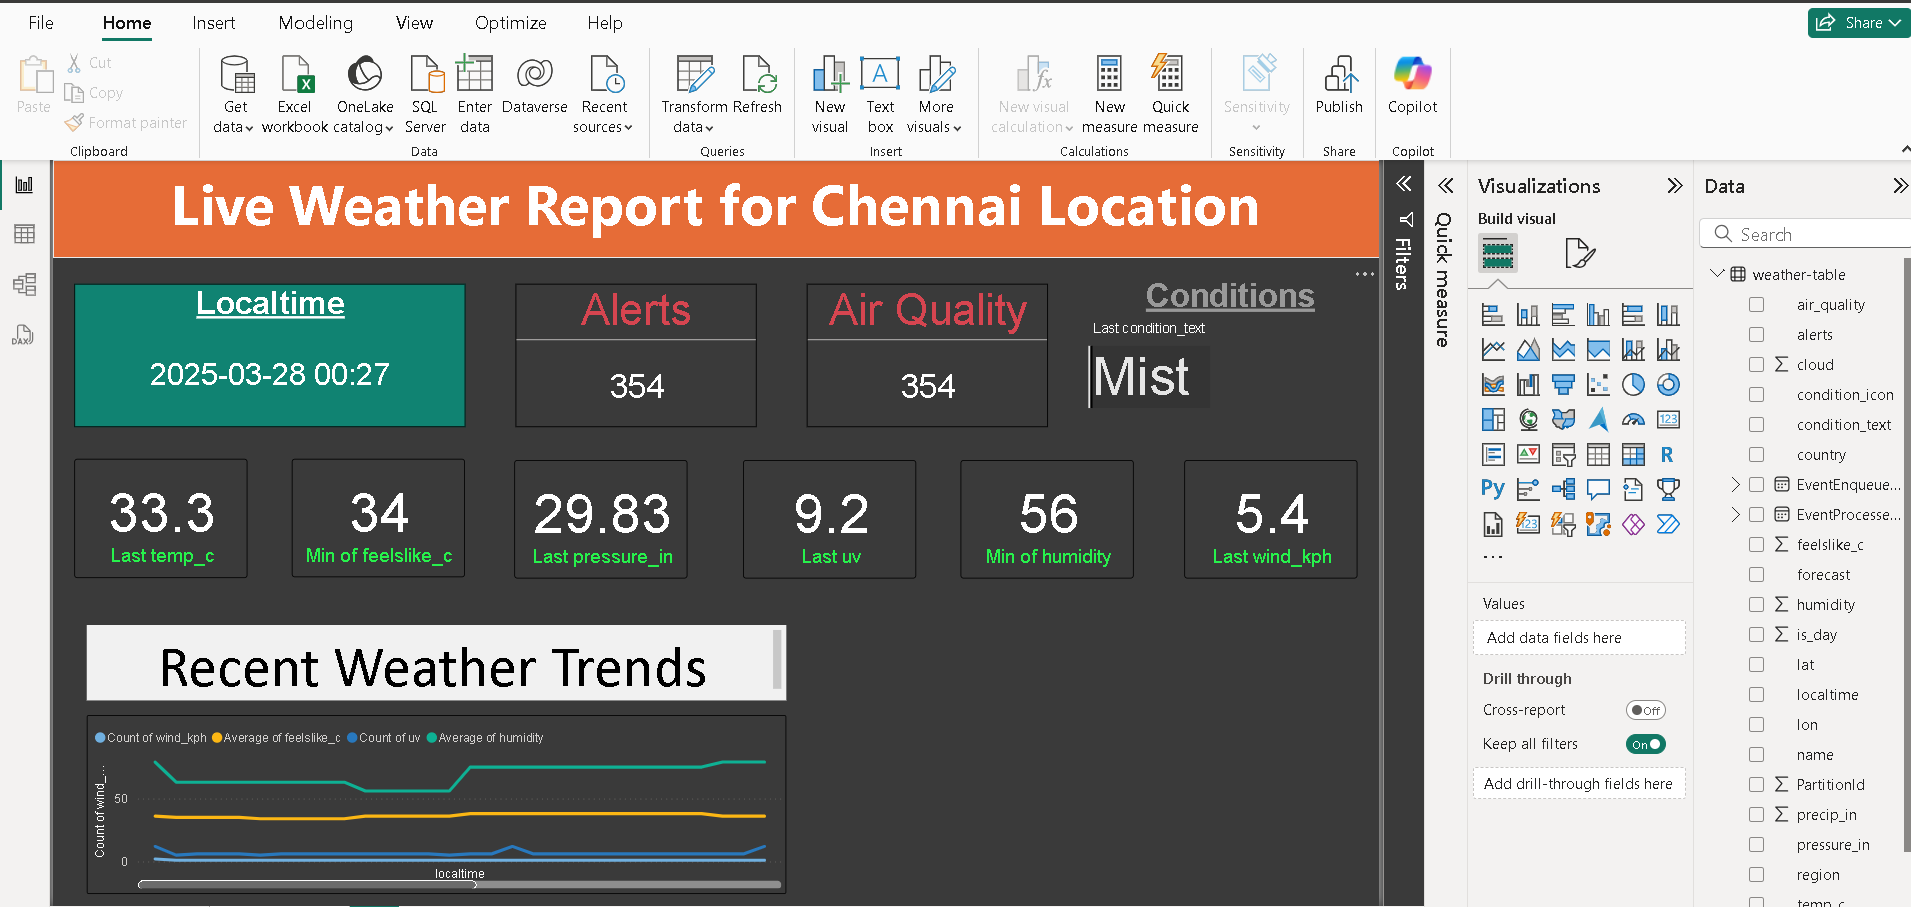 File Home Insert Modeling View Optimize Help Share
Paste
Cut
Copy
Format painter
Clipboard
Get data
Excel workbook
OneLake catalog
SQL Server
Enter data
Dataverse
Recent sources
Data
Transform data
Refresh
Queries
New visual
Text box
More visuals
Insert
New visual calculation
New measure
Quick measure
Calculations
Sensitivity
Sensitivity
Publish
Share
Copilot
Copilot
DAX
Live Weather Report for Chennai Location
Localtime
2025-03-28 00:27
Alerts
354
Air Quality
354
Conditions
Last condition_text
Mist
33.3
Last temp_c
34
Min of feelslike_c
29.83
Last pressure_in
9.2
Last uv
56
Min of humidity
5.4
Last wind_kph
Recent Weather Trends
Count of wind_kph Average of feelslike_c Count of uv Average of humidity
Count of wind_...
50
0
localtime
Filters
Quick measure
Visualizations
Build visual
123
R
Py
123
...
Values
Add data fields here
Drill through
Cross-report Off
Keep all filters On
Add drill-through fields here
Data
Search
weather-table
air_quality
alerts
cloud
condition_icon
condition_text
country
EventEnqueue...
EventProcesse...
feelslike_c
forecast
humidity
is_day
lat
localtime
lon
name
PartitionId
precip_in
pressure_in
region
temp_c